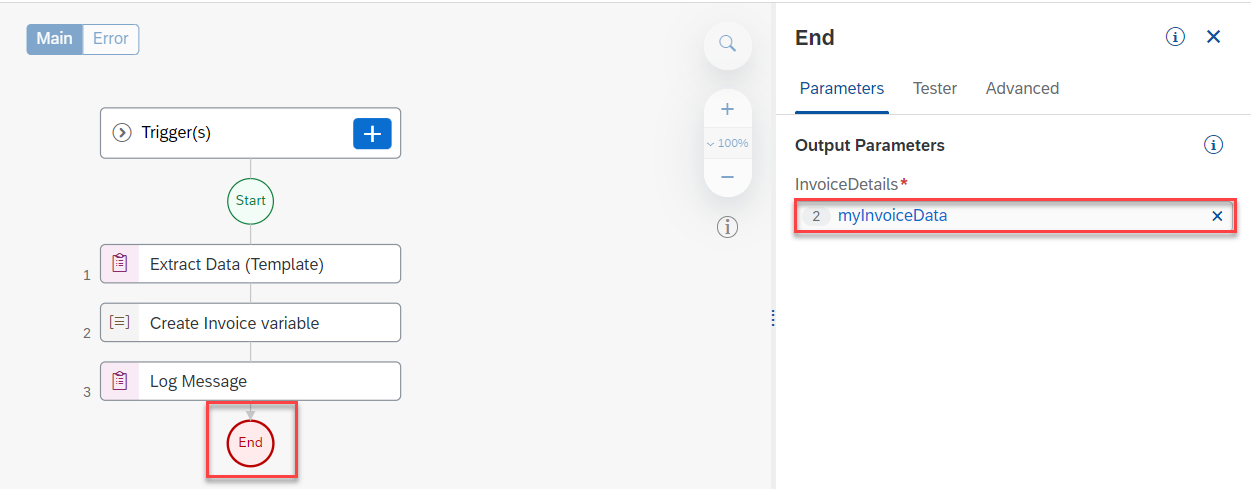 Main Error
Trigger(s)
Start
1 Extract Data (Template)
2 Create Invoice variable
3 Log Message
End
100%
End
Parameters Tester Advanced
Output Parameters
InvoiceDetails*
2 myInvoiceData